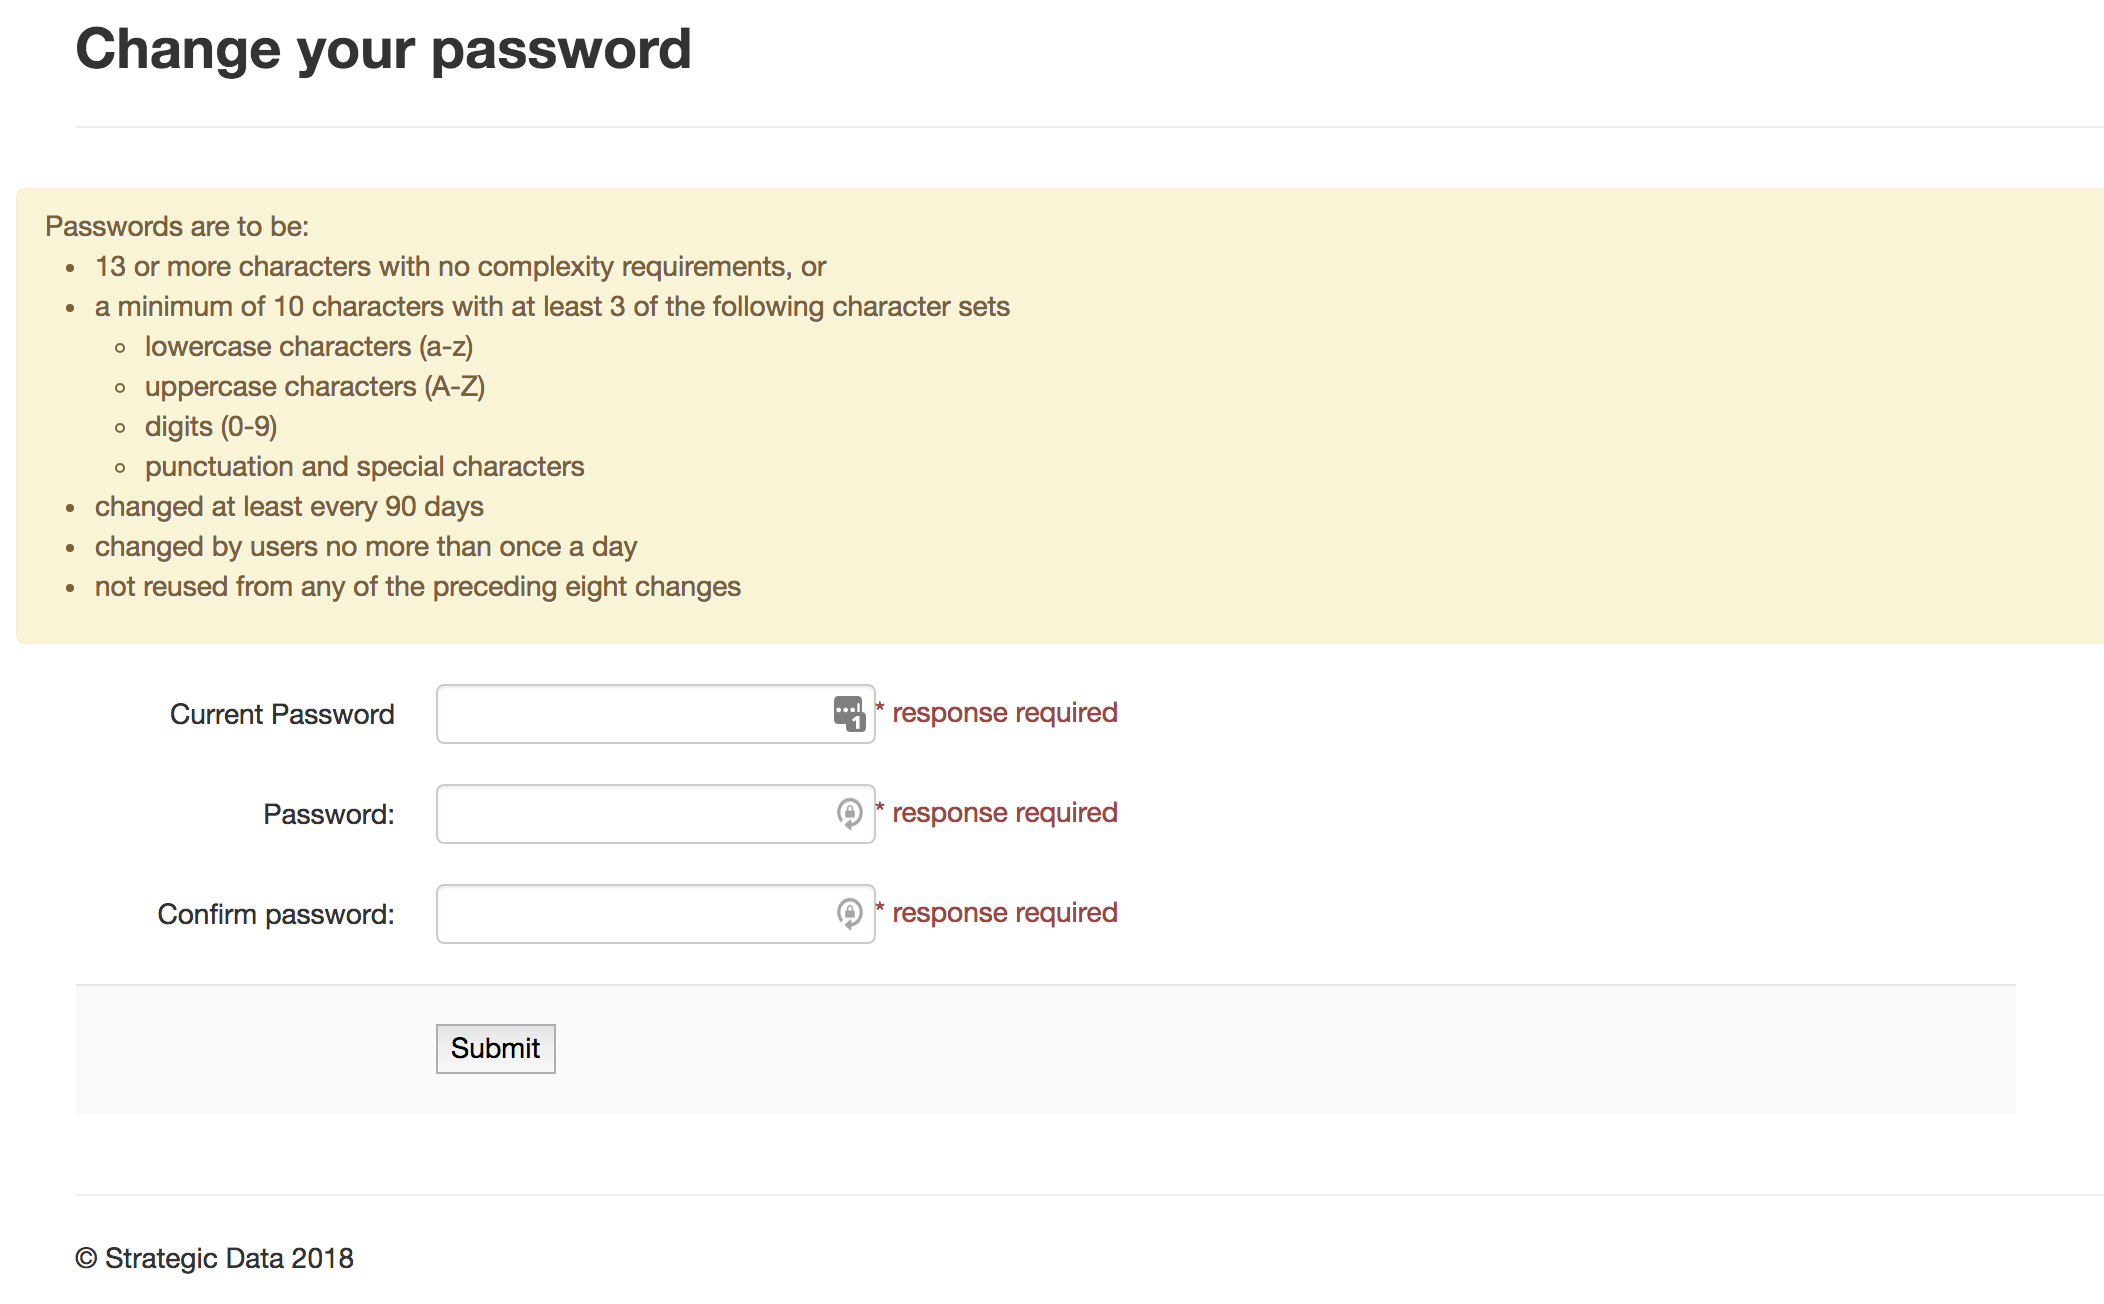 Change your password
Passwords are to be:
• 13 or more characters with no complexity requirements, or
• a minimum of 10 characters with at least 3 of the following character sets
◦ lowercase characters (a-z)
◦ uppercase characters (A-Z)
◦ digits (0-9)
◦ punctuation and special characters
• changed at least every 90 days
• changed by users no more than once a day
• not reused from any of the preceding eight changes
Current Password 1 * response required
Password: * response required
Confirm password: * response required
Submit
© Strategic Data 2018